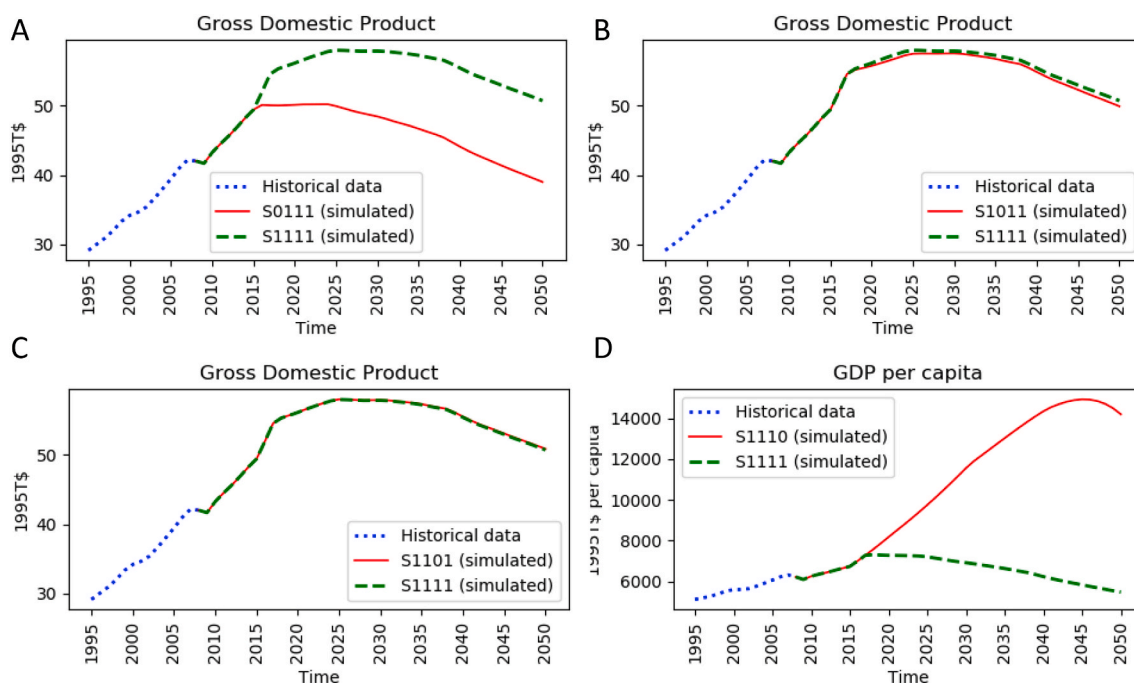 A
Gross Domestic Product
1995T$
50
40
30
Historical data
S0111 (simulated)
S1111 (simulated)
1995
2000
2005
2010
2015
2020
2025
2030
2035
2040
2045
2050
Time
B
Gross Domestic Product
1995T$
50
40
30
Historical data
S1011 (simulated)
S1111 (simulated)
1995
2000
2005
2010
2015
2020
2025
2030
2035
2040
2045
2050
Time
C
Gross Domestic Product
1995T$
50
40
30
Historical data
S1101 (simulated)
S1111 (simulated)
1995
2000
2005
2010
2015
2020
2025
2030
2035
2040
2045
2050
Time
D
GDP per capita
1995T$ per capita
14000
12000
10000
8000
6000
Historical data
S1110 (simulated)
S1111 (simulated)
1995
2000
2005
2010
2015
2020
2025
2030
2035
2040
2045
2050
Time